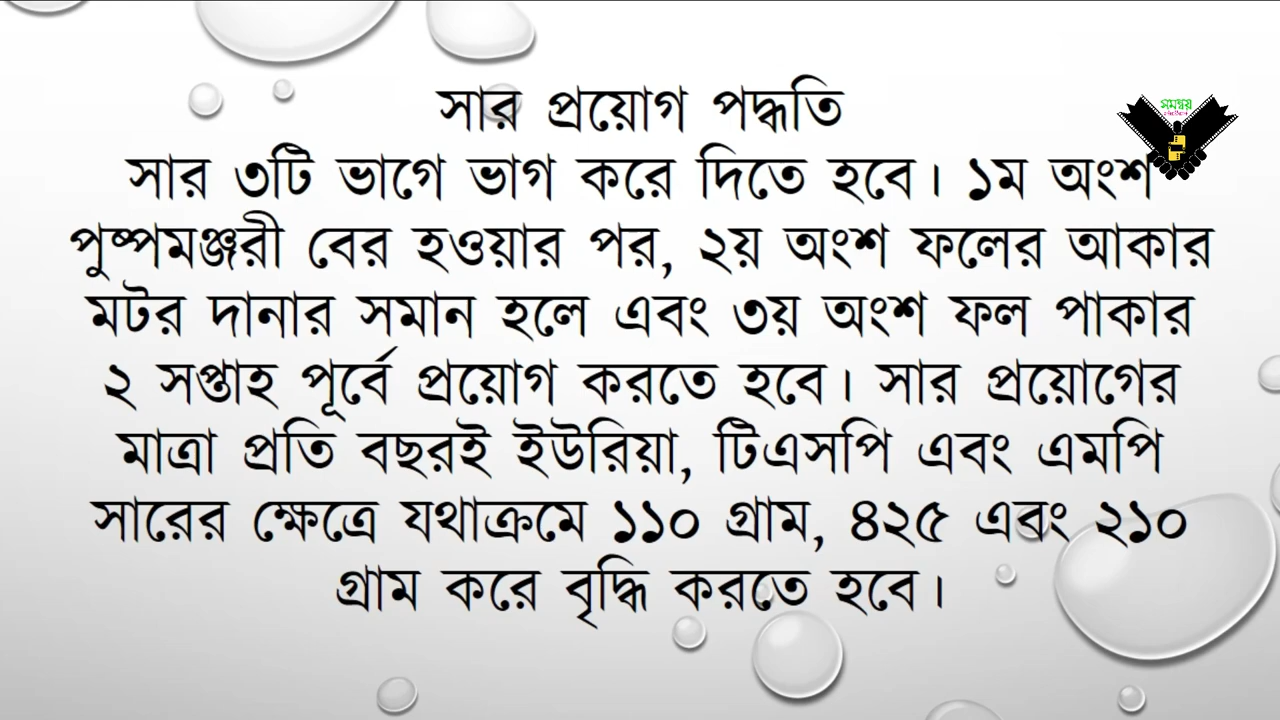 সার প্রয়োগ পদ্ধতি
সার ৩টি ভাগে ভাগ করে দিতে হবে। ১ম অংশ
পুষ্পমঞ্জরী বের হওয়ার পর, ২য় অংশ ফলের আকার
মটর দানার সমান হলে এবং ৩য় অংশ ফল পাকার
২ সপ্তাহ পূর্বে প্রয়োগ করতে হবে। সার প্রয়োগের
মাত্রা প্রতি বছরই ইউরিয়া, টিএসপি এবং এমপি
সারের ক্ষেত্রে যথাক্রমে ১১০ গ্রাম, ৪২৫ এবং ২১০
গ্রাম করে বৃদ্ধি করতে হবে।
সমন্বয়